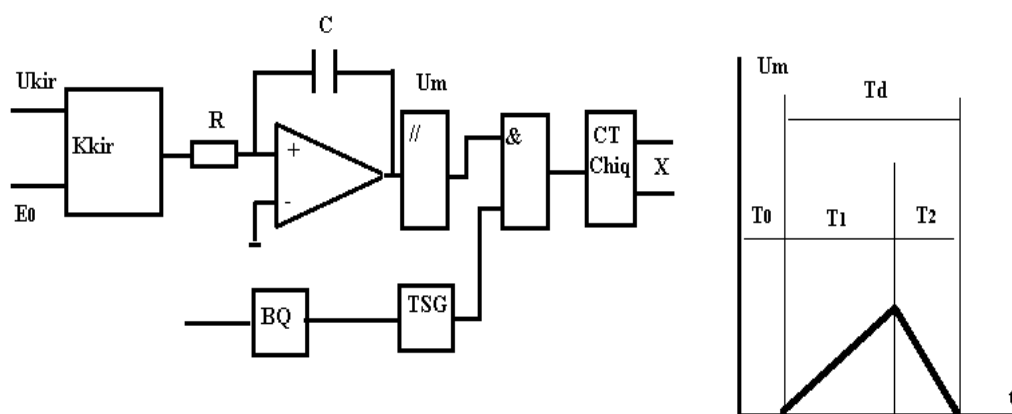 C
Ukir
Um
R
Kkir
//
+
-
&
CT
Chiq
X
E0
BQ
TSG
Um
Td
T0
T1
T2
t